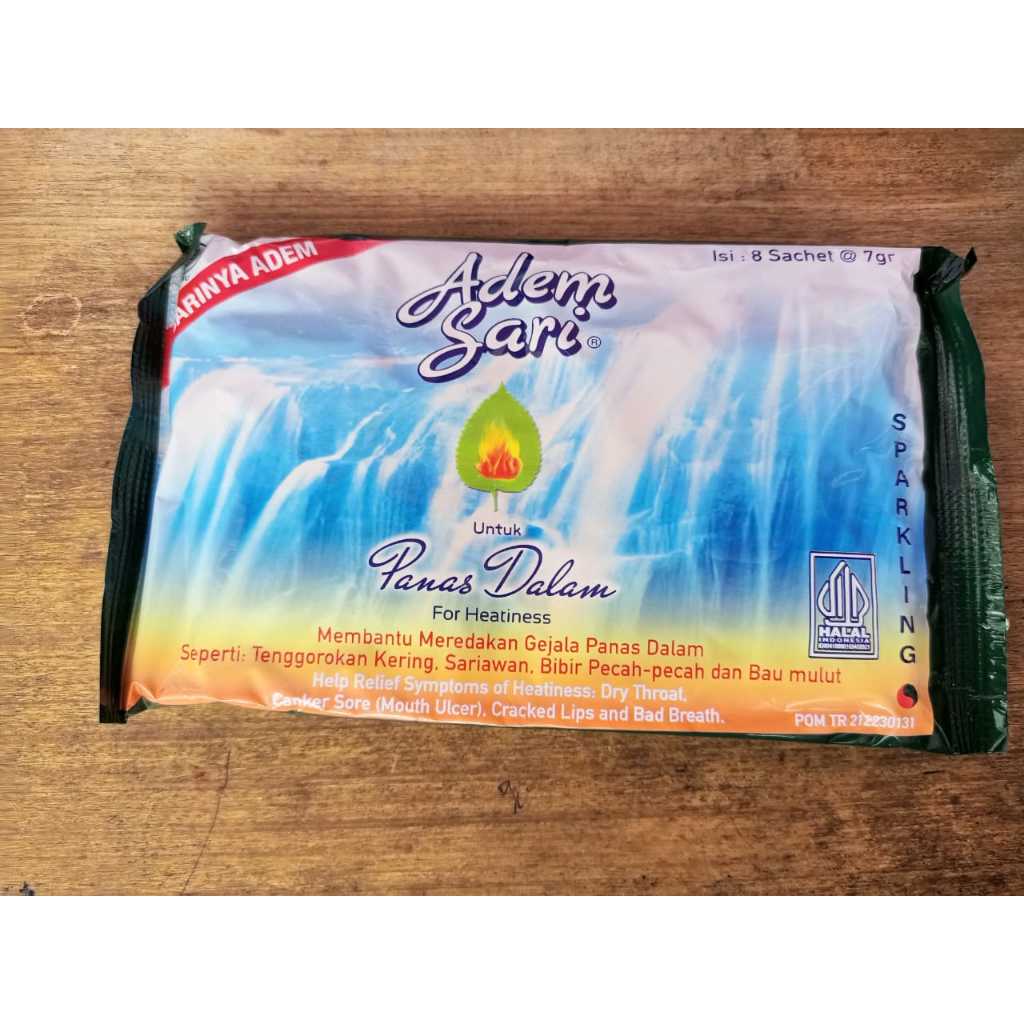 ARINYA ADEM
Isi : 8 Sachet @ 7gr
Adem
Sari ®
SPARKLING
Untuk
Panas Dalam
For Heatiness
HALAL
INDONESIA
Membantu Meredakan Gejala Panas Dalam
Seperti: Tenggorokan Kering, Sariawan, Bibir Pecah-pecah dan Bau mulut
Help Relief Symptoms of Heatiness: Dry Throat,
Canker Sore (Mouth Ulcer), Cracked Lips and Bad Breath.
POM TR 212230131